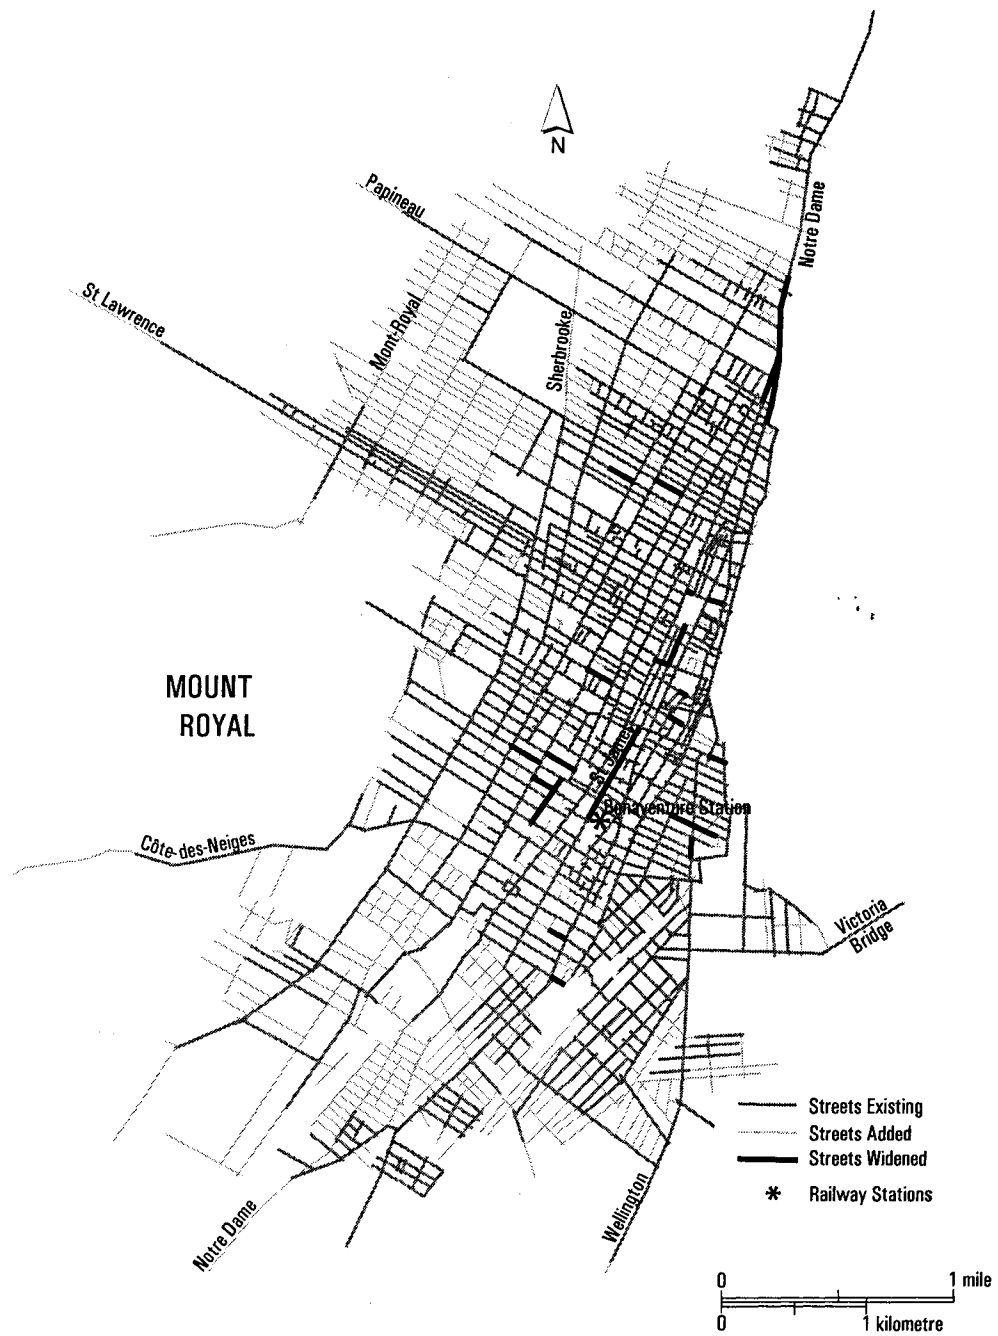 N
Papineau
Notre Dame
St Lawrence
Mont-Royal
Sherbrooke
MOUNT
ROYAL
St James
Bonaventure Station
Côte-des-Neiges
Victoria
Bridge
Streets Existing
Streets Added
Streets Widened
Railway Stations
Wellington
Notre Dame
0 1 mile
0 1 kilometre